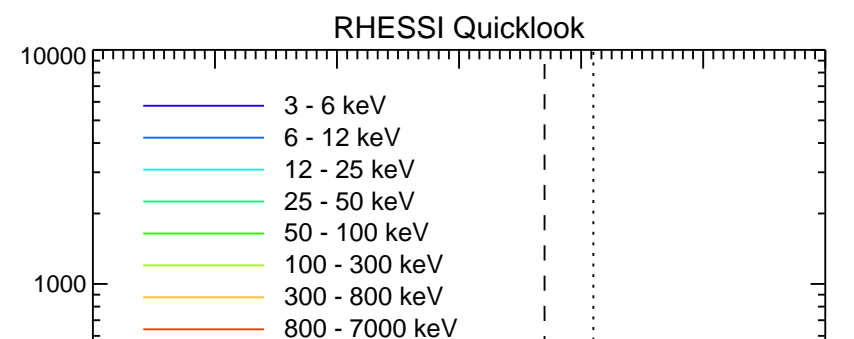 RHESSI Quicklook
10000
3 - 6 keV
6 - 12 keV
12 - 25 keV
25 - 50 keV
50 - 100 keV
100 - 300 keV
1000
300 - 800 keV
800 - 7000 keV